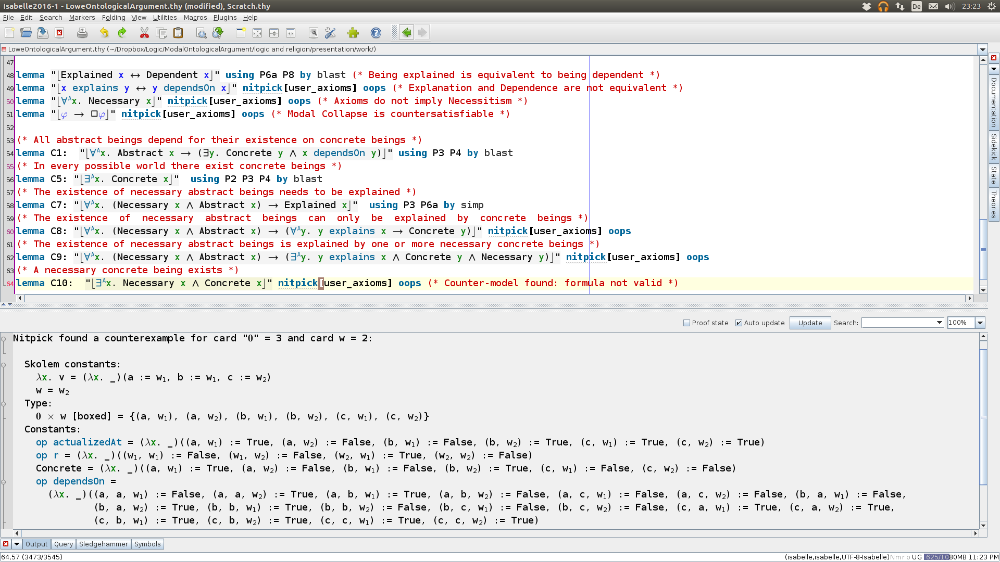 Isabelle2016-1 - LoweOntologicalArgument.thy (modified), Scratch.thy
De 23:23
File Edit Search Markers Folding View Utilities Macros Plugins Help
LoweOntologicalArgument.thy (~/Dropbox/Logic/ModalOntologicalArgument/logic and religion/presentation/work/)
47
48 lemma "⌊Explained x ↔ Dependent x⌋" using P6a P8 by blast (* Being explained is equivalent to being dependent *)
49 lemma "⌊x explains y ↔ y dependsOn x⌋" nitpick[user_axioms] oops (* Explanation and Dependence are not equivalent *)
50 lemma "⌊∀ᴬx. Necessary x⌋" nitpick[user_axioms] oops (* Axioms do not imply Necessitism *)
51 lemma "⌊φ → □φ⌋" nitpick[user_axioms] oops (* Modal Collapse is countersatisfiable *)
52
53 (* All abstract beings depend for their existence on concrete beings *)
54 lemma C1: "⌊∀ᴬx. Abstract x → (∃y. Concrete y ∧ x dependsOn y)⌋" using P3 P4 by blast
55 (* In every possible world there exist concrete beings *)
56 lemma C5: "⌊∃ᴬx. Concrete x⌋" using P2 P3 P4 by blast
57 (* The existence of necessary abstract beings needs to be explained *)
58 lemma C7: "⌊∀ᴬx. (Necessary x ∧ Abstract x) → Explained x⌋" using P3 P6a by simp
59 (* The existence of necessary abstract beings can only be explained by concrete beings *)
60 lemma C8: "⌊∀ᴬx. (Necessary x ∧ Abstract x) → (∀ᴬy. y explains x → Concrete y)⌋" nitpick[user_axioms] oops
61 (* The existence of necessary abstract beings is explained by one or more necessary concrete beings *)
62 lemma C9: "⌊∀ᴬx. (Necessary x ∧ Abstract x) → (∃ᴬy. y explains x ∧ Concrete y ∧ Necessary y)⌋" nitpick[user_axioms] oops
63 (* A necessary concrete being exists *)
64 lemma C10: "⌊∃ᴬx. Necessary x ∧ Concrete x⌋" nitpick[user_axioms] oops (* Counter-model found: formula not valid *)
Documentation
Sidekick
State
Theories
Proof state Auto update Update Search: 100%
Nitpick found a counterexample for card "0" = 3 and card w = 2:
Skolem constants:
λx. v = (λx. _)(a := w₁, b := w₁, c := w₂)
w = w₂
Type:
0 × w [boxed] = {(a, w₁), (a, w₂), (b, w₁), (b, w₂), (c, w₁), (c, w₂)}
Constants:
op actualizedAt = (λx. _)((a, w₁) := True, (a, w₂) := False, (b, w₁) := False, (b, w₂) := True, (c, w₁) := True, (c, w₂) := True)
op r = (λx. _)((w₁, w₁) := False, (w₁, w₂) := False, (w₂, w₁) := True, (w₂, w₂) := False)
Concrete = (λx. _)((a, w₁) := True, (a, w₂) := False, (b, w₁) := False, (b, w₂) := True, (c, w₁) := False, (c, w₂) := False)
op dependsOn =
(λx. _)((a, a, w₁) := False, (a, a, w₂) := True, (a, b, w₁) := True, (a, b, w₂) := False, (a, c, w₁) := False, (a, c, w₂) := False, (b, a, w₁) := False,
(b, a, w₂) := True, (b, b, w₁) := True, (b, b, w₂) := False, (b, c, w₁) := False, (b, c, w₂) := False, (c, a, w₁) := True, (c, a, w₂) := True,
(c, b, w₁) := True, (c, b, w₂) := True, (c, c, w₁) := True, (c, c, w₂) := True)
Output Query Sledgehammer Symbols
64,57 (3473/3545) (isabelle,isabelle,UTF-8-Isabelle)Nmro UG 625/1080MB 11:23 PM